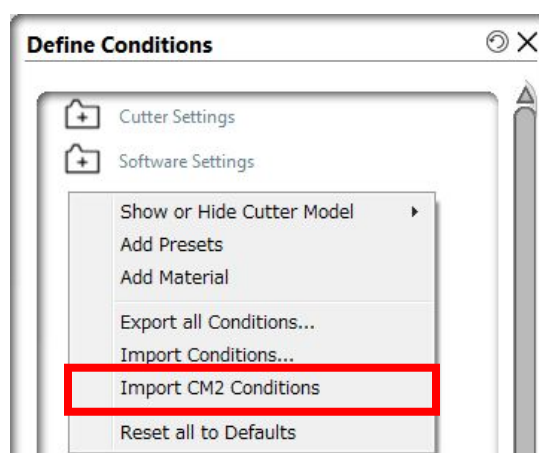 Define Conditions
Cutter Settings
Software Settings
Show or Hide Cutter Model
Add Presets
Add Material
Export all Conditions...
Import Conditions...
Import CM2 Conditions
Reset all to Defaults